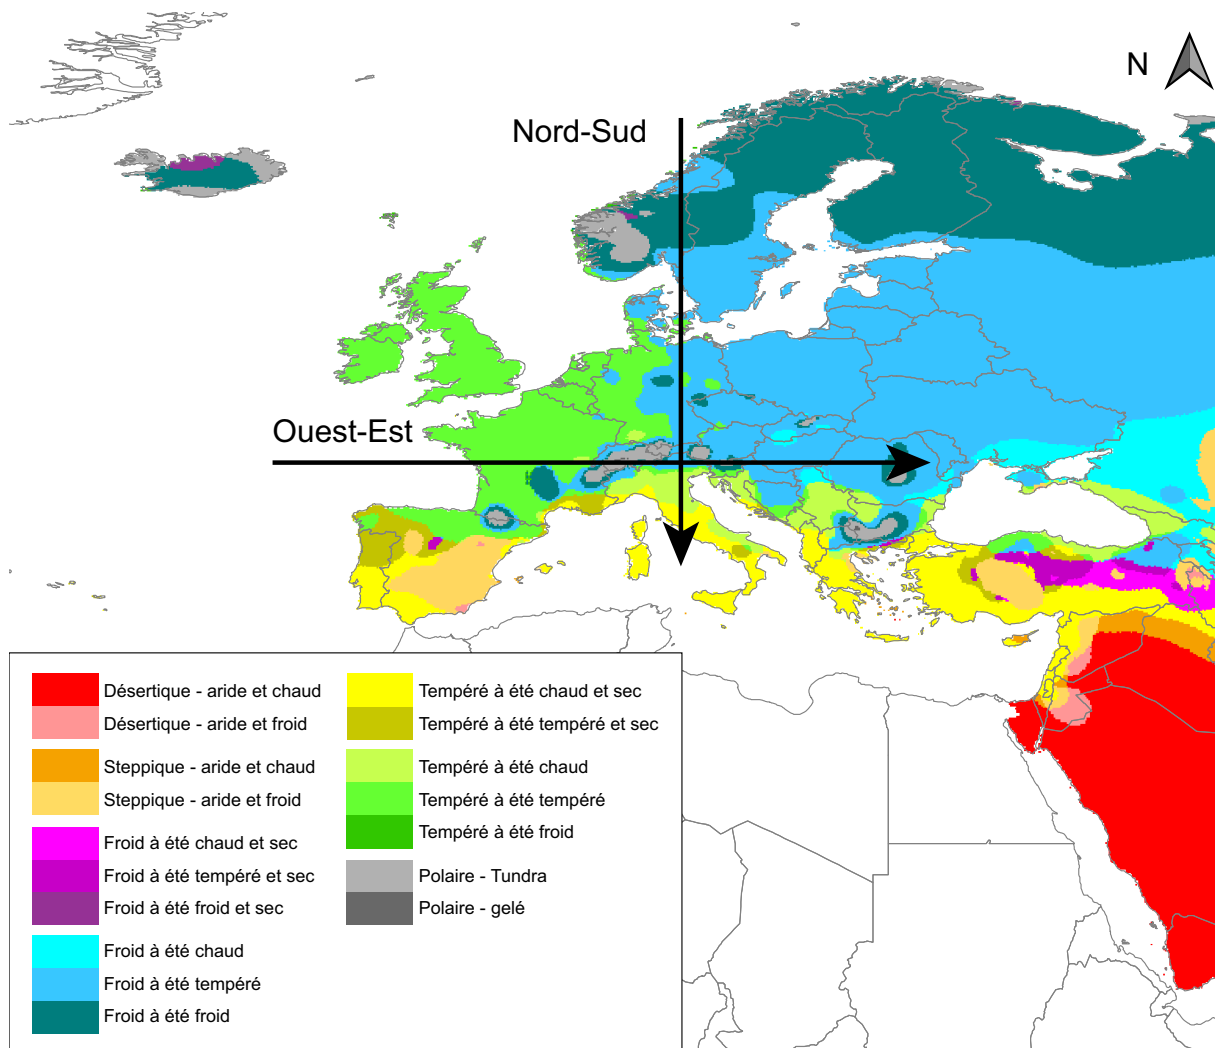 N
Nord-Sud
Ouest-Est
Désertique - aride et chaud
Désertique - aride et froid
Steppique - aride et chaud
Steppique - aride et froid
Froid à été chaud et sec
Froid à été tempéré et sec
Froid à été froid et sec
Froid à été chaud
Froid à été tempéré
Froid à été froid
Tempéré à été chaud et sec
Tempéré à été tempéré et sec
Tempéré à été chaud
Tempéré à été tempéré
Tempéré à été froid
Polaire - Tundra
Polaire - gelé